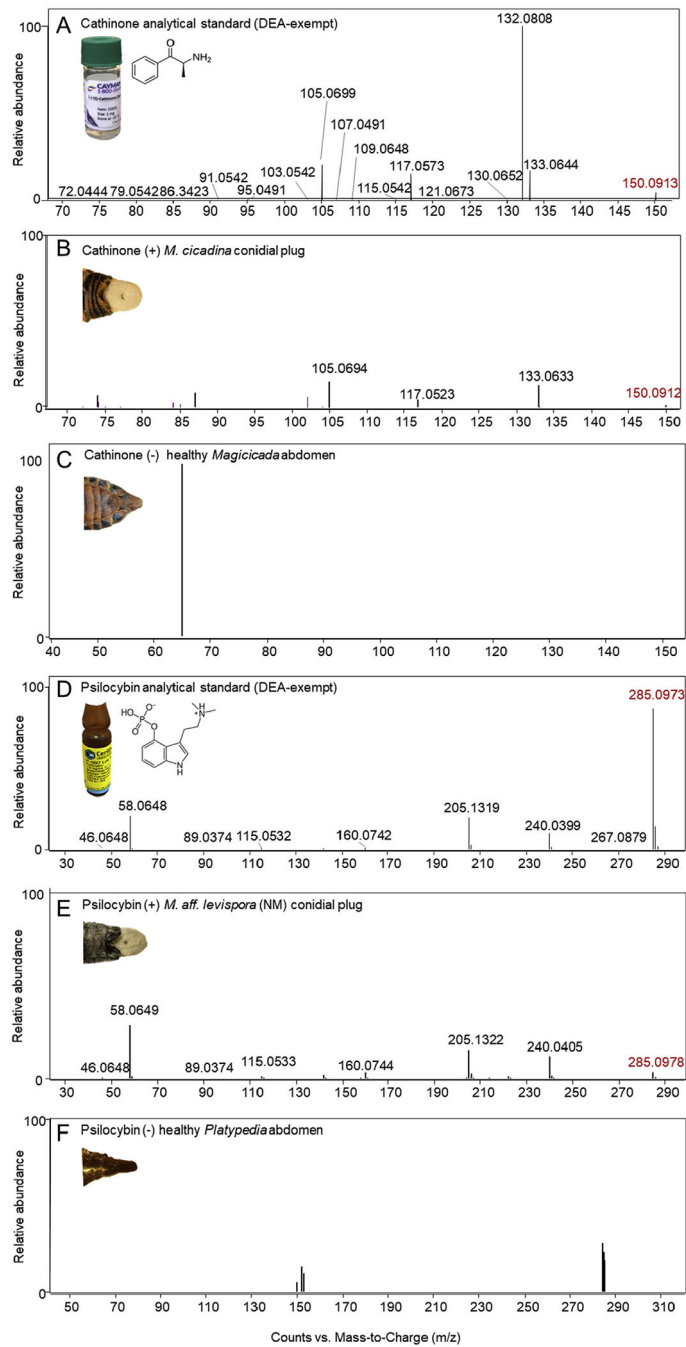 A Cathinone analytical standard (DEA-exempt)
Relative abundance
100
0
CAYMAN
1-800-364
O
NH₂
132.0808
105.0699
107.0491
109.0648
103.0542
91.0542
117.0573
133.0644
130.0652
150.0913
72.0444 79.0542 86.3423
95.0491
115.0542
121.0673
70 75 80 85 90 95 100 105 110 115 120 125 130 135 140 145 150
B Cathinone (+) M. cicadina conidial plug
Relative abundance
100
0
105.0694
117.0523
133.0633
150.0912
70 75 80 85 90 95 100 105 110 115 120 125 130 135 140 145 150
C Cathinone (-) healthy Magicicada abdomen
Relative abundance
100
0
40 50 60 70 80 90 100 110 120 130 140 150
D Psilocybin analytical standard (DEA-exempt)
Relative abundance
100
0
O
O⁻
HO
P
O
H
N
+
N
H
285.0973
58.0648
205.1319
46.0648
89.0374
115.0532
160.0742
240.0399
267.0879
30 50 70 90 110 130 150 170 190 210 230 250 270 290
E Psilocybin (+) M. aff. levispora (NM) conidial plug
Relative abundance
100
0
58.0649
205.1322
46.0648
89.0374
115.0533
160.0744
240.0405
285.0978
30 50 70 90 110 130 150 170 190 210 230 250 270 290
F Psilocybin (-) healthy Platypedia abdomen
Relative abundance
100
0
50 70 90 110 130 150 170 190 210 230 250 270 290 310
Counts vs. Mass-to-Charge (m/z)